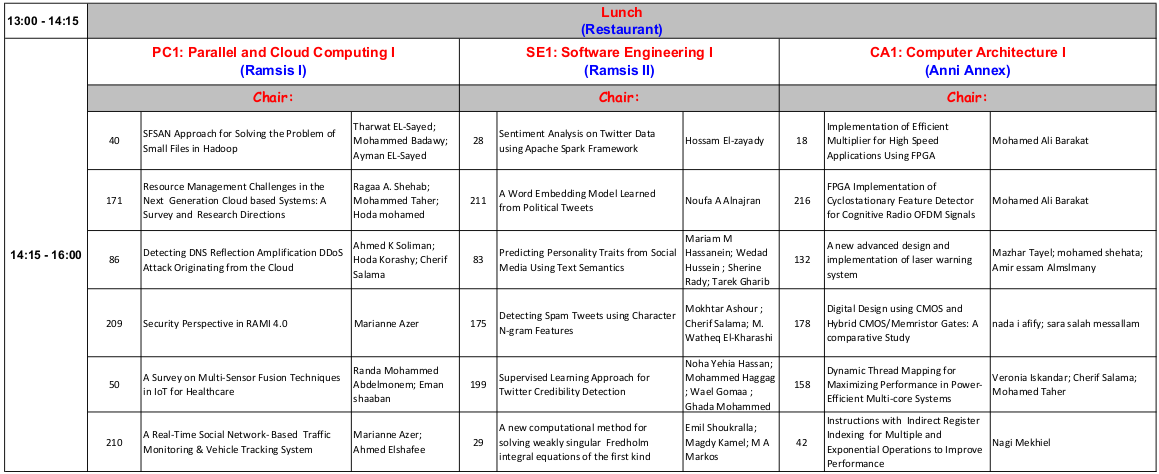 13:00 - 14:15
Lunch
(Restaurant)
14:15 - 16:00
PC1: Parallel and Cloud Computing I
(Ramsis I)
SE1: Software Engineering I
(Ramsis II)
CA1: Computer Architecture I
(Anni Annex)
Chair:
Chair:
Chair:
40
SFSAN Approach for Solving the Problem of
Small Files in Hadoop
Tharwat EL-Sayed;
Mohammed Badawy;
Ayman EL-Sayed
28
Sentiment Analysis on Twitter Data
using Apache Spark Framework
Hossam El-zayady
18
Implementation of Efficient
Multiplier for High Speed
Applications Using FPGA
Mohamed Ali Barakat
171
Resource Management Challenges in the
Next Generation Cloud based Systems: A
Survey and Research Directions
Ragaa A. Shehab;
Mohammed Taher;
Hoda mohamed
211
A Word Embedding Model Learned
from Political Tweets
Noufa A Alnajran
216
FPGA Implementation of
Cyclostationary Feature Detector
for Cognitive Radio OFDM Signals
Mohamed Ali Barakat
86
Detecting DNS Reflection Amplification DDoS
Attack Originating from the Cloud
Ahmed K Soliman;
Hoda Korashy; Cherif
Salama
83
Predicting Personality Traits from Social
Media Using Text Semantics
Mariam M
Hassanein; Wedad
Hussein ; Sherine
Rady; Tarek Gharib
132
A new advanced design and
implementation of laser warning
system
Mazhar Tayel; mohamed shehata;
Amir essam Almslmany
209
Security Perspective in RAMI 4.0
Marianne Azer
175
Detecting Spam Tweets using Character
N-gram Features
Mokhtar Ashour ;
Cherif Salama; M.
Watheq El-Kharashi
178
Digital Design using CMOS and
Hybrid CMOS/Memristor Gates: A
comparative Study
nada i afify; sara salah messallam
50
A Survey on Multi-Sensor Fusion Techniques
in IoT for Healthcare
Randa Mohammed
Abdelmonem; Eman
shaaban
199
Supervised Learning Approach for
Twitter Credibility Detection
Noha Yehia Hassan;
Mohammed Haggag
; Wael Gomaa ;
Ghada Mohammed
158
Dynamic Thread Mapping for
Maximizing Performance in Power-
Efficient Multi-core Systems
Veronia Iskandar; Cherif Salama;
Mohamed Taher
210
A Real-Time Social Network- Based Traffic
Monitoring & Vehicle Tracking System
Marianne Azer;
Ahmed Elshafee
29
A new computational method for
solving weakly singular Fredholm
integral equations of the first kind
Emil Shoukralla;
Magdy Kamel; M A
Markos
42
Instructions with Indirect Register
Indexing for Multiple and
Exponential Operations to Improve
Performance
Nagi Mekhiel